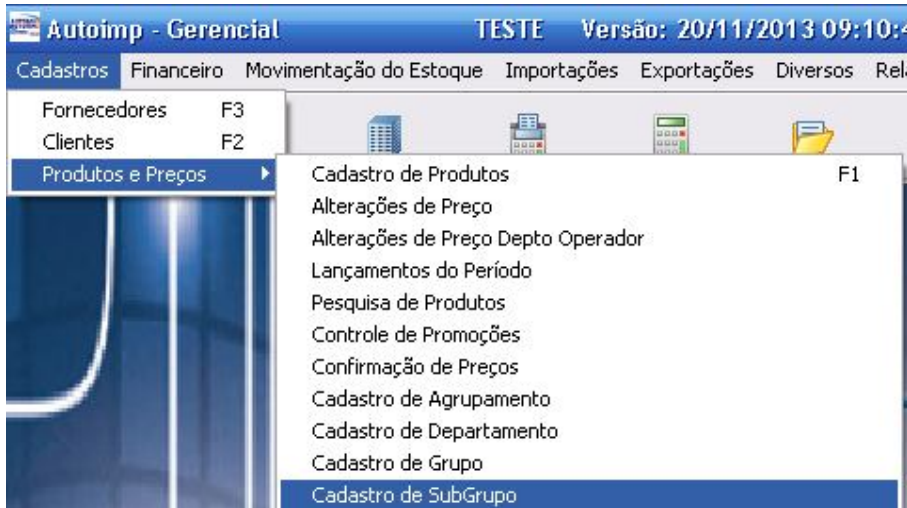 Autoimp - Gerencial TESTE Versão: 20/11/2013 09:10:
Cadastros Financeiro Movimentação do Estoque Importações Exportações Diversos Rel
Fornecedores F3
Clientes F2
Produtos e Preços
Cadastro de Produtos F1
Alterações de Preço
Alterações de Preço Depto Operador
Lançamentos do Período
Pesquisa de Produtos
Controle de Promoções
Confirmação de Preços
Cadastro de Agrupamento
Cadastro de Departamento
Cadastro de Grupo
Cadastro de SubGrupo